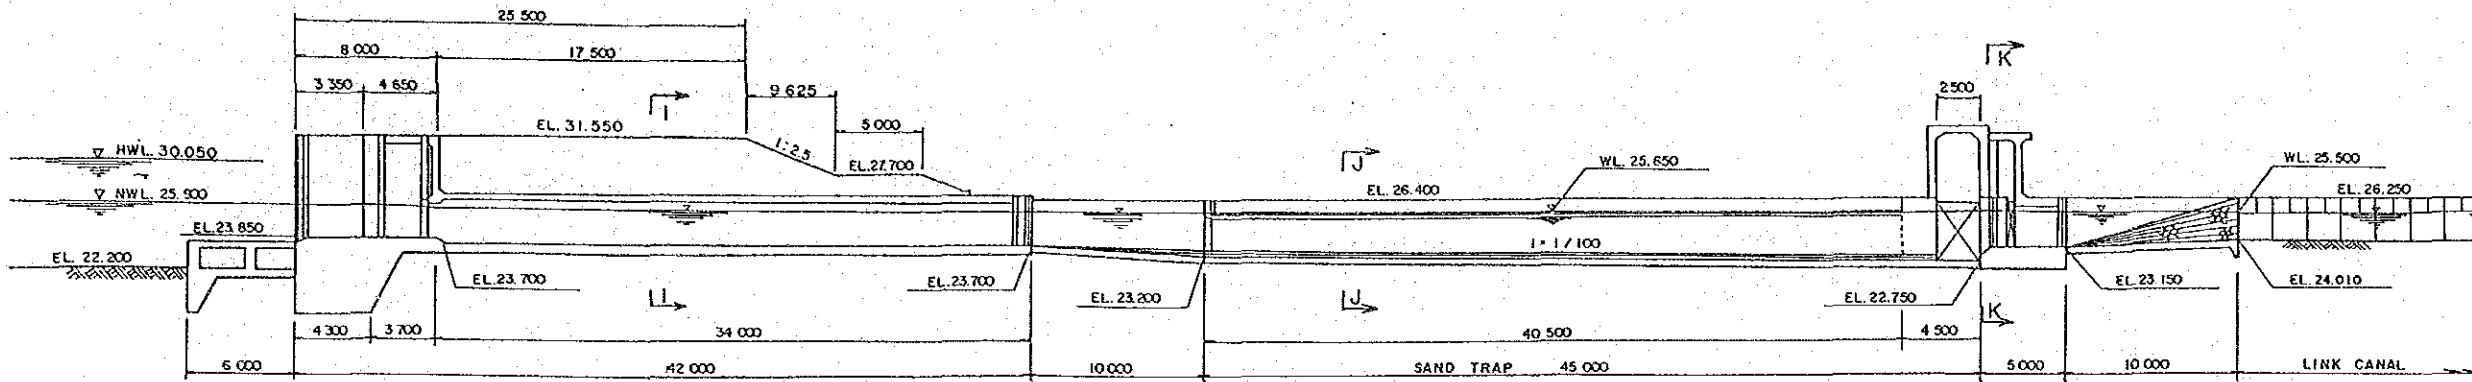 25 500
8 000 17 500
3 350 4 650
9 625
5 000
2 500
K
I
EL. 31.550
1:2.5
HWL. 30.050
EL.27.700
J
WL. 25.650
WL. 25.500
NWL. 25.900
EL. 26.400
EL. 26.250
EL.23.850
EL. 22.200
I = 1/100
EL.23.700
EL.23.700
EL. 23.200
EL. 22.750
EL.23.150
EL.24.010
I
J
K
4 300 3 700 34 000 40 500 4 500
6 000 42 000 10 000 SAND TRAP 45 000 5 000 10 000 LINK CANAL